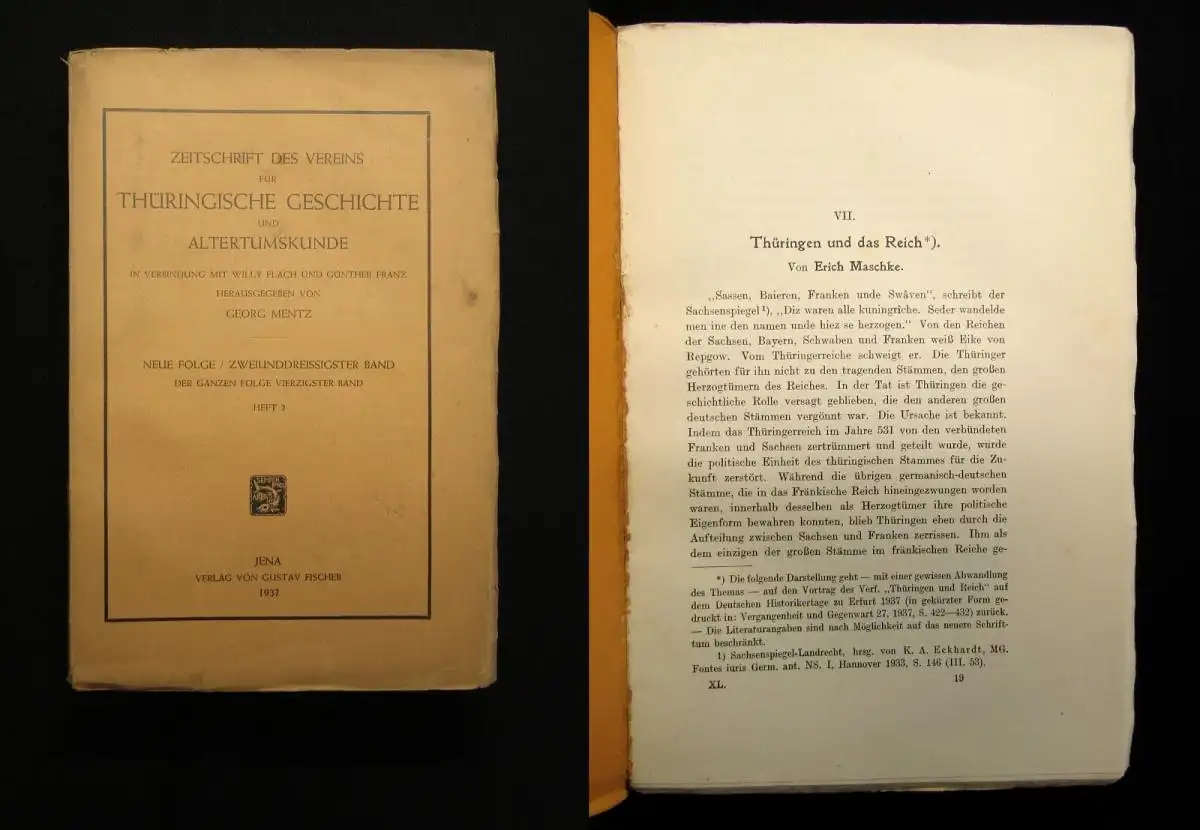 ZEITSCHRIFT DES VEREINS
FÜR
THÜRINGISCHE GESCHICHTE
UND
ALTERTUMSKUNDE
IN VERBINDUNG MIT WILLY FLACH UND GÜNTHER FRANZ
HERAUSGEGEBEN VON
GEORG MENTZ
NEUE FOLGE / ZWEIUNDDREISSIGSTER BAND
DER GANZEN FOLGE VIERZIGSTER BAND
HEFT 2
JENA
VERLAG VON GUSTAV FISCHER
1937
VII.
Thüringen und das Reich*).
Von Erich Maschke.
„Sassen, Baieren, Franken unde Swâven“, schreibt der
Sachsenspiegel¹), „Diz waren alle kuningrîche. Seder wandelde
men ine den namen unde hiez se herzogen.“ Von den Reichen
der Sachsen, Bayern, Schwaben und Franken weiß Eike von
Repgow. Vom Thüringerreiche schweigt er. Die Thüringer
gehörten für ihn nicht zu den tragenden Stämmen, den großen
Herzogtümern des Reiches. In der Tat ist Thüringen die ge-
schichtliche Rolle versagt geblieben, die den anderen großen
deutschen Stämmen vergönnt war. Die Ursache ist bekannt.
Indem das Thüringerreich im Jahre 531 von den verbündeten
Franken und Sachsen zertrümmert und geteilt wurde, wurde
die politische Einheit des thüringischen Stammes für die Zu-
kunft zerstört. Während die übrigen germanisch-deutschen
Stämme, die in das Fränkische Reich hineingezwungen worden
waren, innerhalb desselben als Herzogtümer ihre politische
Eigenform bewahren konnten, blieb Thüringen eben durch die
Aufteilung zwischen Sachsen und Franken zerrissen. Ihm als
dem einzigen der großen Stämme im fränkischen Reiche ge-
*) Die folgende Darstellung geht — mit einer gewissen Abwandlung
des Themas — auf den Vortrag des Verf. „Thüringen und Reich“ auf
dem Deutschen Historikertage zu Erfurt 1937 (in gekürzter Form ge-
druckt in: Vergangenheit und Gegenwart 27, 1937, S. 422—432) zurück.
— Die Literaturangaben sind nach Möglichkeit auf das neuere Schrift-
tum beschränkt.
1) Sachsenspiegel-Landrecht, hrsg. von K. A. Eckhardt, MG.
Fontes iuris Germ. ant. NS. I, Hannover 1933, S. 146 (III. 53).
XL. 19